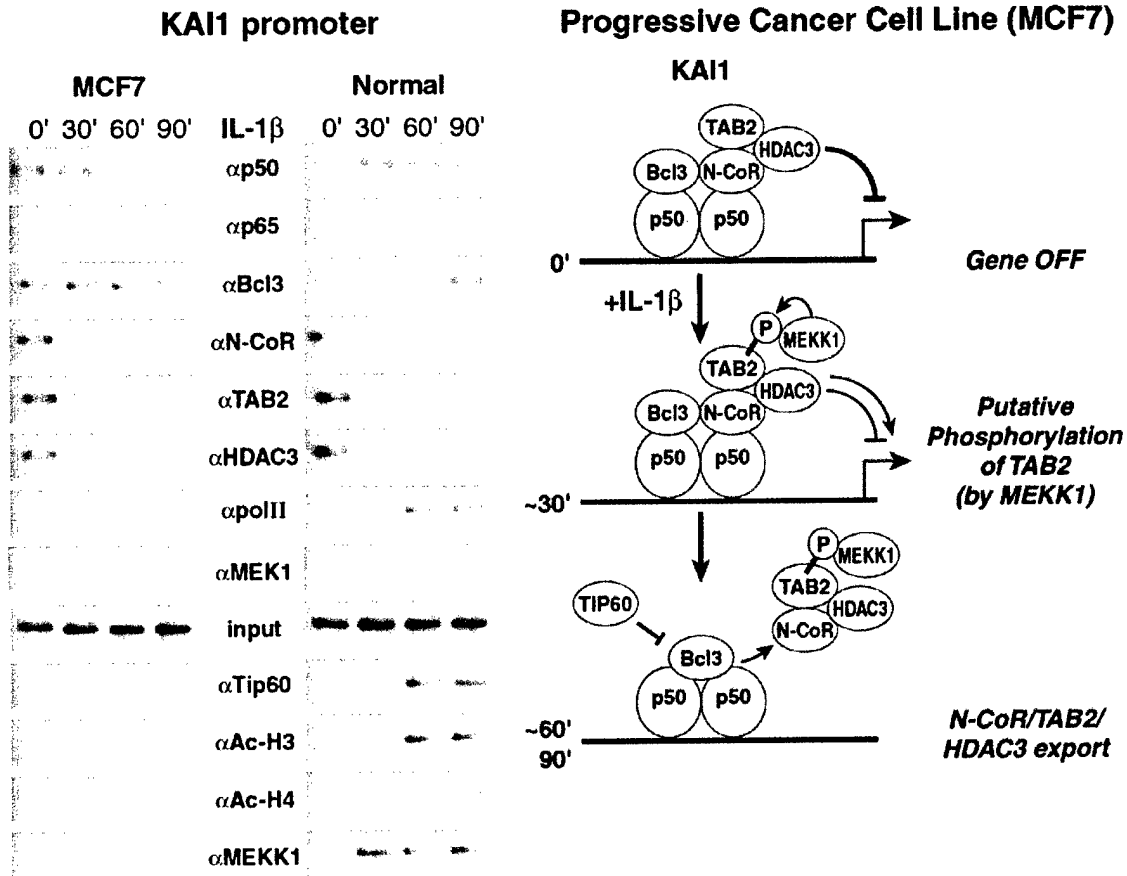 KAI1 promoter
MCF7
Normal
0' 30' 60' 90' IL-1β 0' 30' 60' 90'
αp50
αp65
αBcl3
αN-CoR
αTAB2
αHDAC3
αpolII
αMEK1
input
αTip60
αAc-H3
αAc-H4
αMEKK1
Progressive Cancer Cell Line (MCF7)
KAI1
TAB2
HDAC3
Bcl3
N-CoR
p50
p50
0'
Gene OFF
+IL-1β
P
MEKK1
TAB2
HDAC3
Bcl3
N-CoR
p50
p50
~30'
Putative
Phosphorylation
of TAB2
(by MEKK1)
P
MEKK1
TAB2
HDAC3
N-CoR
TIP60
Bcl3
p50
p50
~60'
90'
N-CoR/TAB2/
HDAC3 export